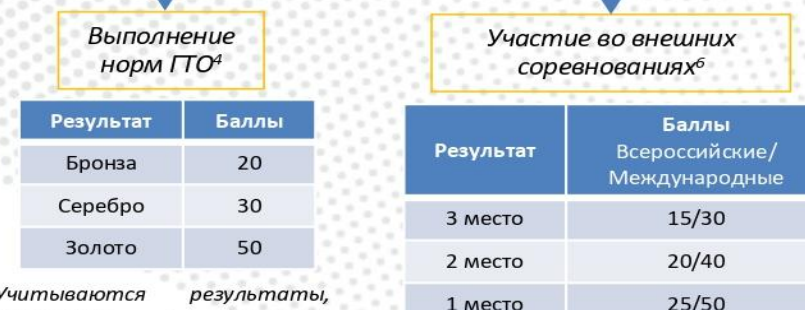 Выполнение
норм ГТО⁴
Результат Баллы
Бронза 20
Серебро 30
Золото 50
Учитываются результаты,
Участие во внешних
соревнованиях⁶
Результат
Баллы
Всероссийские/
Международные
3 место 15/30
2 место 20/40
1 место 25/50